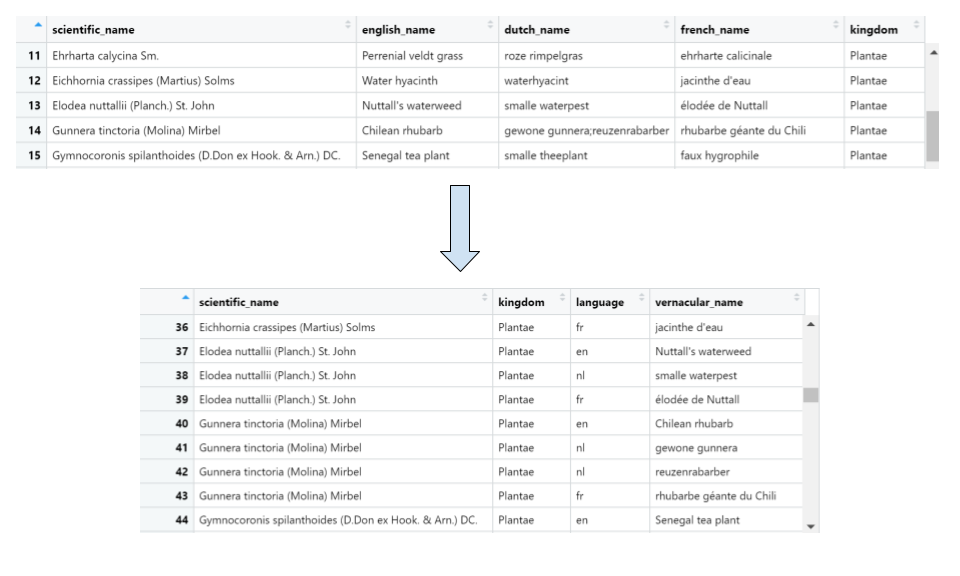 scientific_name english_name dutch_name french_name kingdom
11 Ehrharta calycina Sm. Perrenial veldt grass roze rimpelgras ehrharte calicinale Plantae
12 Eichhornia crassipes (Martius) Solms Water hyacinth waterhyacint jacinthe d'eau Plantae
13 Elodea nuttallii (Planch.) St. John Nuttall's waterweed smalle waterpest élodée de Nuttall Plantae
14 Gunnera tinctoria (Molina) Mirbel Chilean rhubarb gewone gunnera;reuzenrabarber rhubarbe géante du Chili Plantae
15 Gymnocoronis spilanthoides (D.Don ex Hook. & Arn.) DC. Senegal tea plant smalle theeplant faux hygrophile Plantae
scientific_name kingdom language vernacular_name
36 Eichhornia crassipes (Martius) Solms Plantae fr jacinthe d'eau
37 Elodea nuttallii (Planch.) St. John Plantae en Nuttall's waterweed
38 Elodea nuttallii (Planch.) St. John Plantae nl smalle waterpest
39 Elodea nuttallii (Planch.) St. John Plantae fr élodée de Nuttall
40 Gunnera tinctoria (Molina) Mirbel Plantae en Chilean rhubarb
41 Gunnera tinctoria (Molina) Mirbel Plantae nl gewone gunnera
42 Gunnera tinctoria (Molina) Mirbel Plantae nl reuzenrabarber
43 Gunnera tinctoria (Molina) Mirbel Plantae fr rhubarbe géante du Chili
44 Gymnocoronis spilanthoides (D.Don ex Hook. & Arn.) DC. Plantae en Senegal tea plant